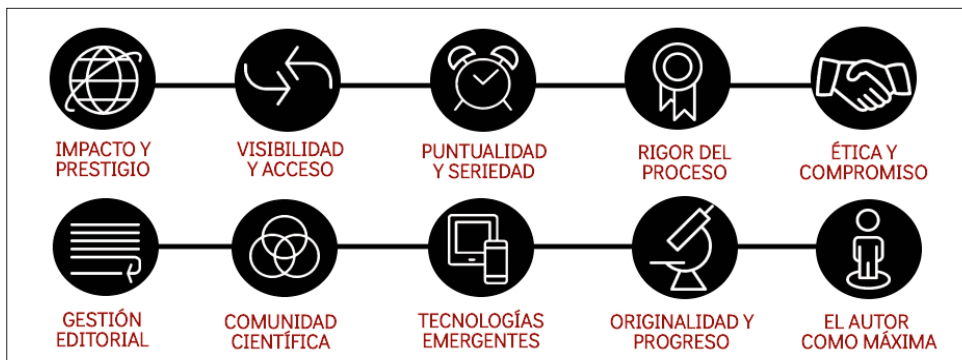 IMPACTO Y
PRESTIGIO
VISIBILIDAD
Y ACCESO
PUNTUALIDAD
Y SERIEDAD
RIGOR DEL
PROCESO
ÉTICA Y
COMPROMISO
GESTIÓN
EDITORIAL
COMUNIDAD
CIENTÍFICA
TECNOLOGÍAS
EMERGENTES
ORIGINALIDAD Y
PROGRESO
EL AUTOR
COMO MÁXIMA